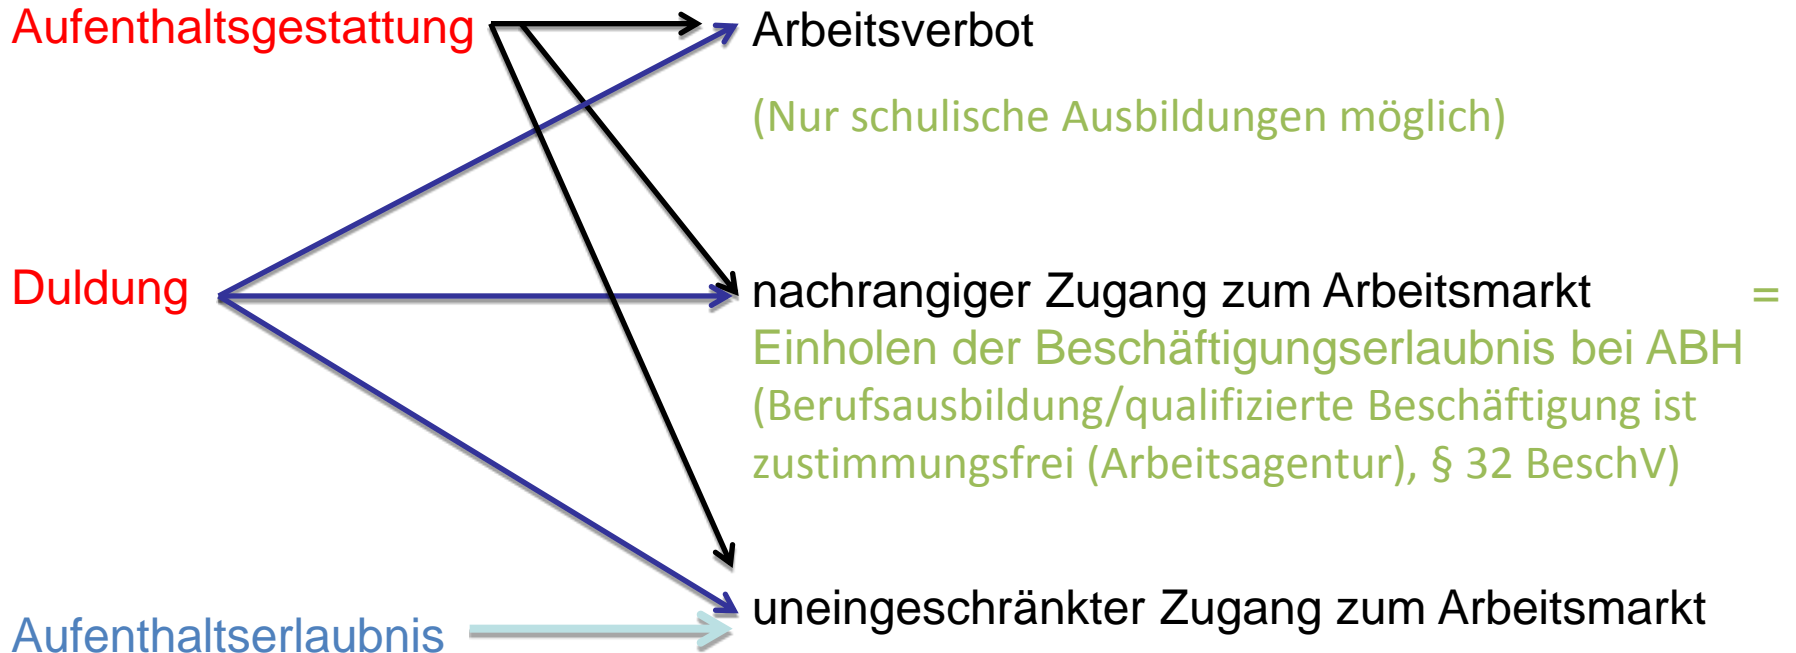 Aufenthaltsgestattung
Arbeitsverbot
(Nur schulische Ausbildungen möglich)
Duldung
nachrangiger Zugang zum Arbeitsmarkt =
Einholen der Beschäftigungserlaubnis bei ABH
(Berufsausbildung/qualifizierte Beschäftigung ist
zustimmungsfrei (Arbeitsagentur), § 32 BeschV)
uneingeschränkter Zugang zum Arbeitsmarkt
Aufenthaltserlaubnis